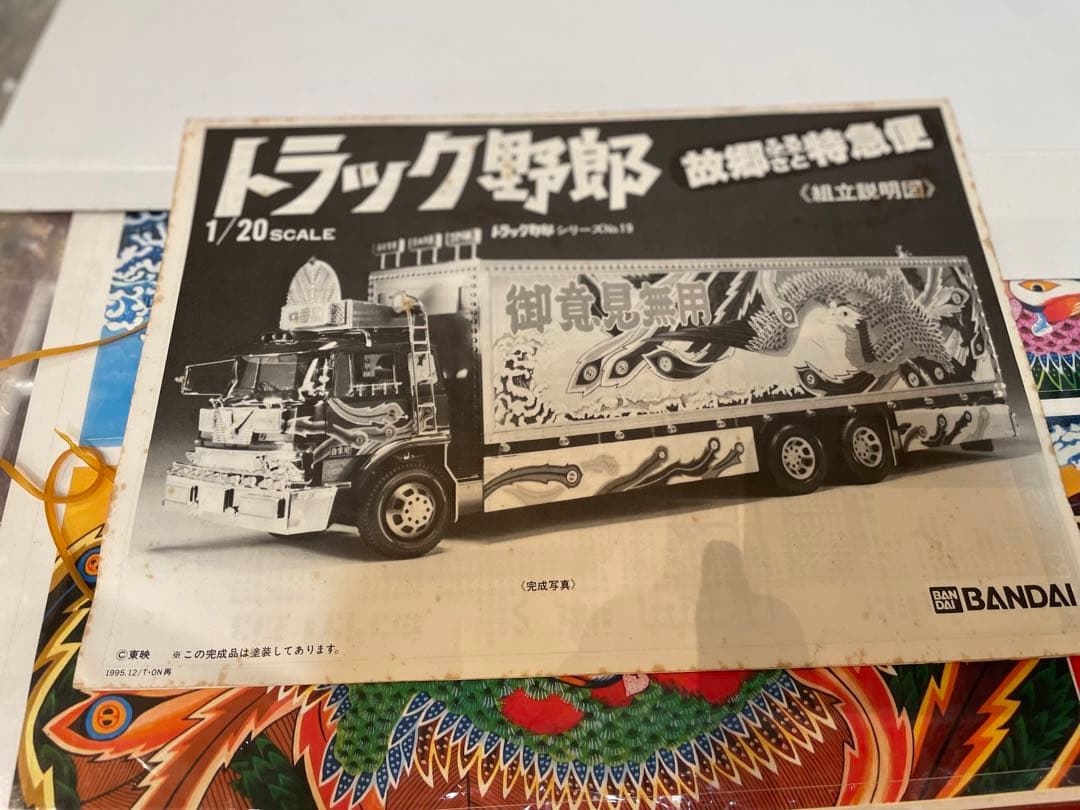 トラック野郎
故郷ふるさと特急便
《組立説明図》
1/20 SCALE
トラック野郎シリーズNo.19
御意見無用
〈完成写真〉
BAN
DAI
BANDAI
©東映 ※この完成品は塗装してあります。
1995.12/T・ON再